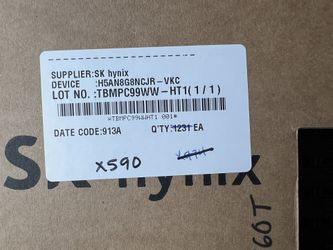 SUPPLIER:SK hynix
DEVICE :H5AN8G8NCJR-VKC
LOT NO. :TBMPC99WW-HT1(1/1)
*TBMPC99WWHT1 001*
DATE CODE:913A Q'TY:1231 EA
X590
SK hynix
60T